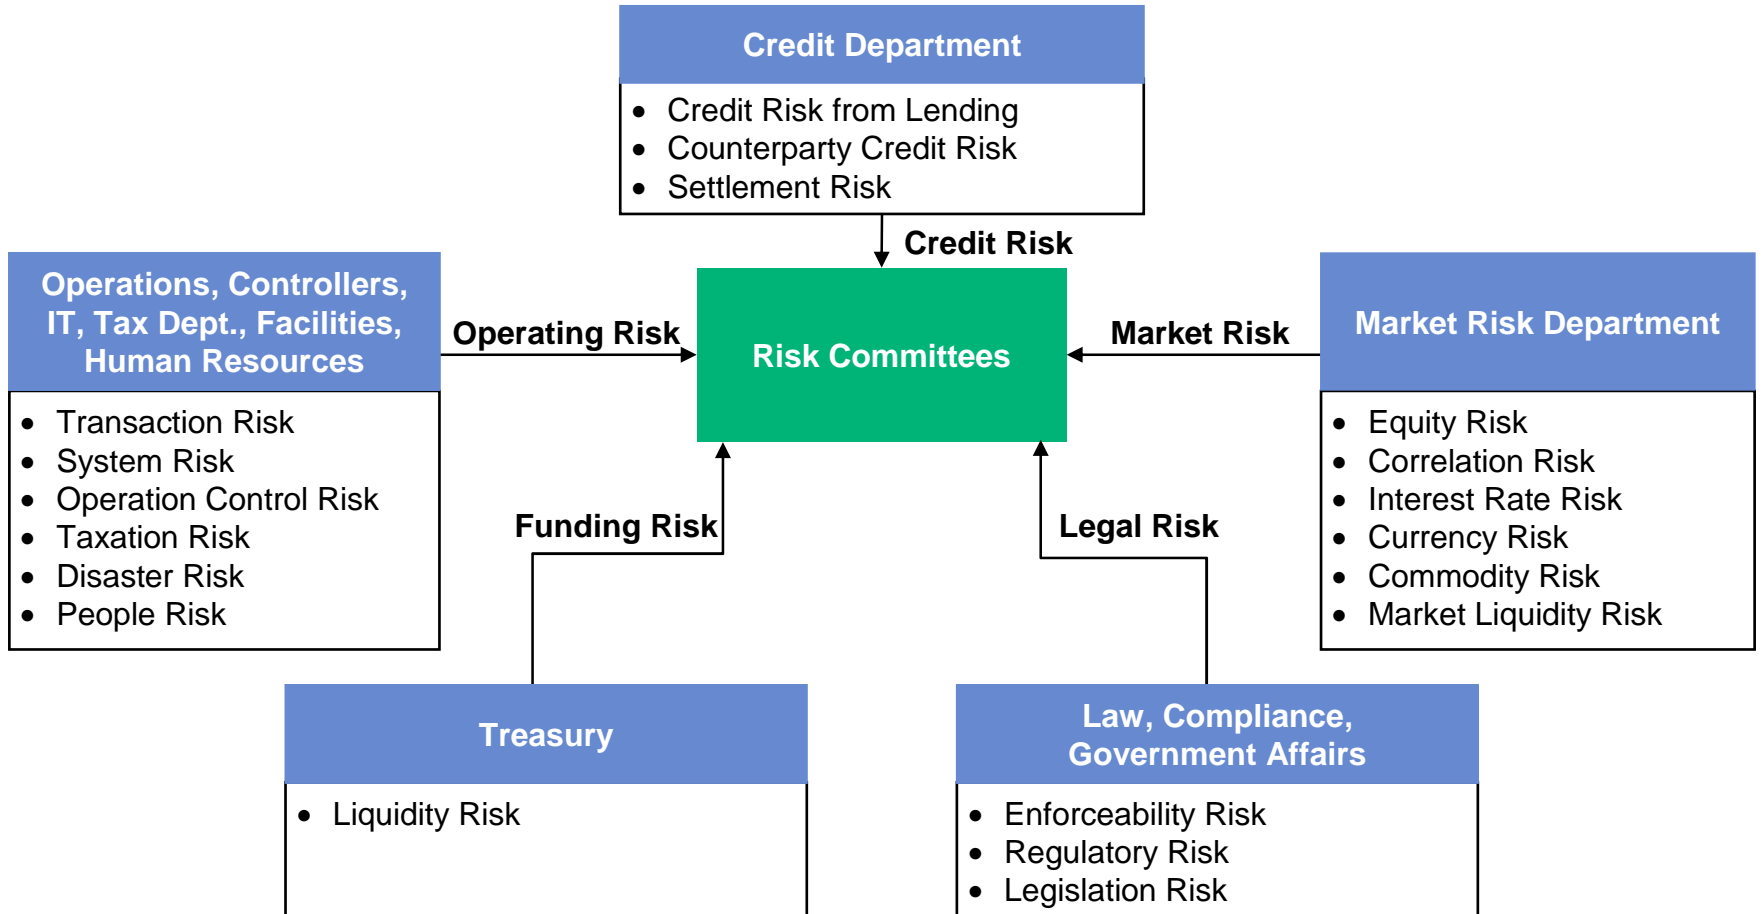 Credit Department
• Credit Risk from Lending
• Counterparty Credit Risk
• Settlement Risk
Credit Risk
Operations, Controllers,
IT, Tax Dept., Facilities,
Human Resources
• Transaction Risk
• System Risk
• Operation Control Risk
• Taxation Risk
• Disaster Risk
• People Risk
Operating Risk
Risk Committees
Market Risk
Market Risk Department
• Equity Risk
• Correlation Risk
• Interest Rate Risk
• Currency Risk
• Commodity Risk
• Market Liquidity Risk
Funding Risk
Legal Risk
Treasury
• Liquidity Risk
Law, Compliance,
Government Affairs
• Enforceability Risk
• Regulatory Risk
• Legislation Risk